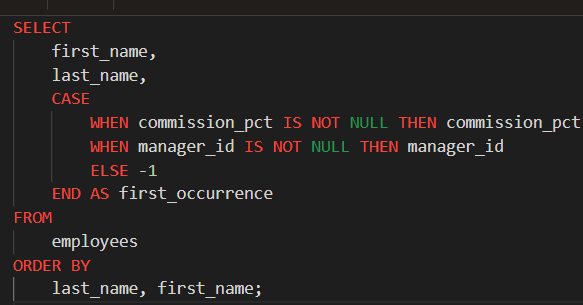 SELECT
first_name,
last_name,
CASE
WHEN commission_pct IS NOT NULL THEN commission_pct
WHEN manager_id IS NOT NULL THEN manager_id
ELSE -1
END AS first_occurrence
FROM
employees
ORDER BY
last_name, first_name;